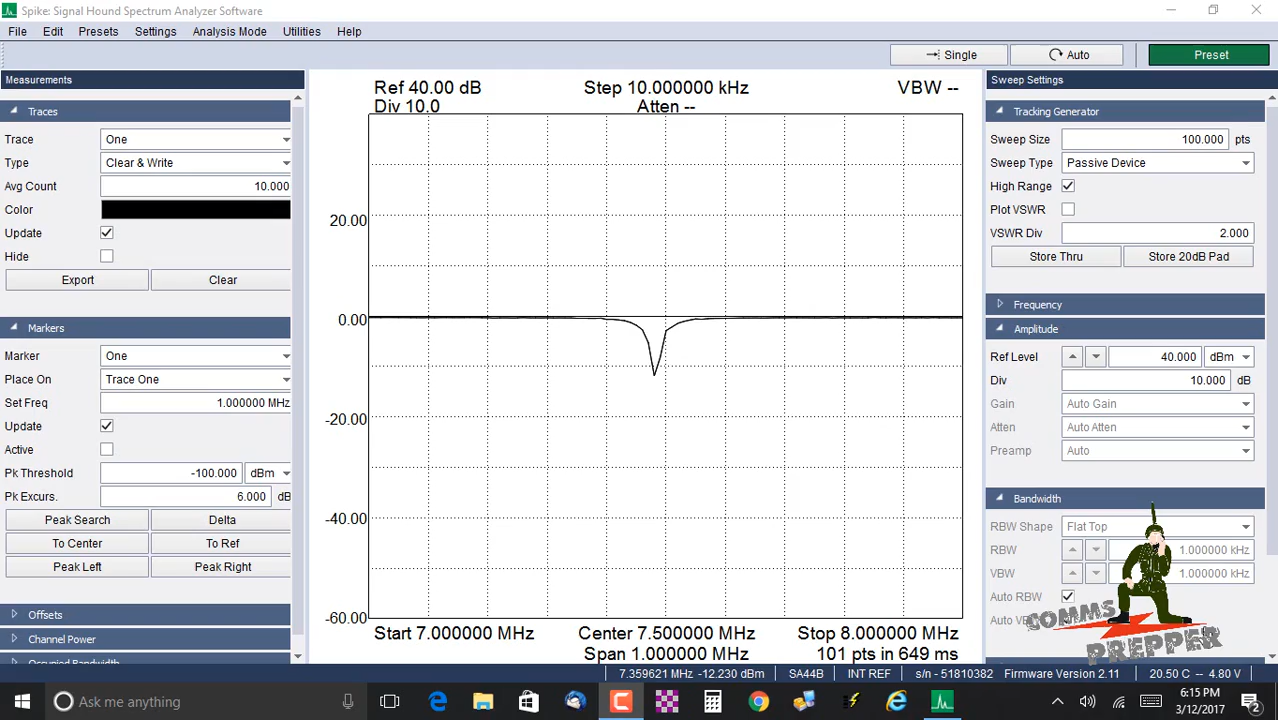 Spike: Signal Hound Spectrum Analyzer Software
File Edit Presets Settings Analysis Mode Utilities Help
Single Auto Preset
Measurements
Traces
Trace One
Type Clear & Write
Avg Count 10.000
Color
Update
Hide
Export Clear
Markers
Marker One
Place On Trace One
Set Freq 1.000000 MHz
Update
Active
Pk Threshold -100.000 dBm
Pk Excurs. 6.000 dB
Peak Search Delta
To Center To Ref
Peak Left Peak Right
Offsets
Channel Power
Occupied Bandwidth
Ref 40.00 dB Step 10.000000 kHz VBW --
Div 10.0 Atten --
20.00
0.00
-20.00
-40.00
-60.00
Start 7.000000 MHz Center 7.500000 MHz Stop 8.000000 MHz
Span 1.000000 MHz 101 pts in 649 ms
Sweep Settings
Tracking Generator
Sweep Size 100.000 pts
Sweep Type Passive Device
High Range
Plot VSWR
VSWR Div 2.000
Store Thru Store 20dB Pad
Frequency
Amplitude
Ref Level 40.000 dBm
Div 10.000 dB
Gain Auto Gain
Atten Auto Atten
Preamp Auto
Bandwidth
RBW Shape Flat Top
RBW 1.000000 kHz
VBW 1.000000 kHz
Auto RBW
Auto
COMMS
PREPPER
7.359621 MHz -12.230 dBm SA44B INT REF s/n - 51810382 Firmware Version 2.11 20.50 C -- 4.80 V
Ask me anything
6:15 PM
3/12/2017
2